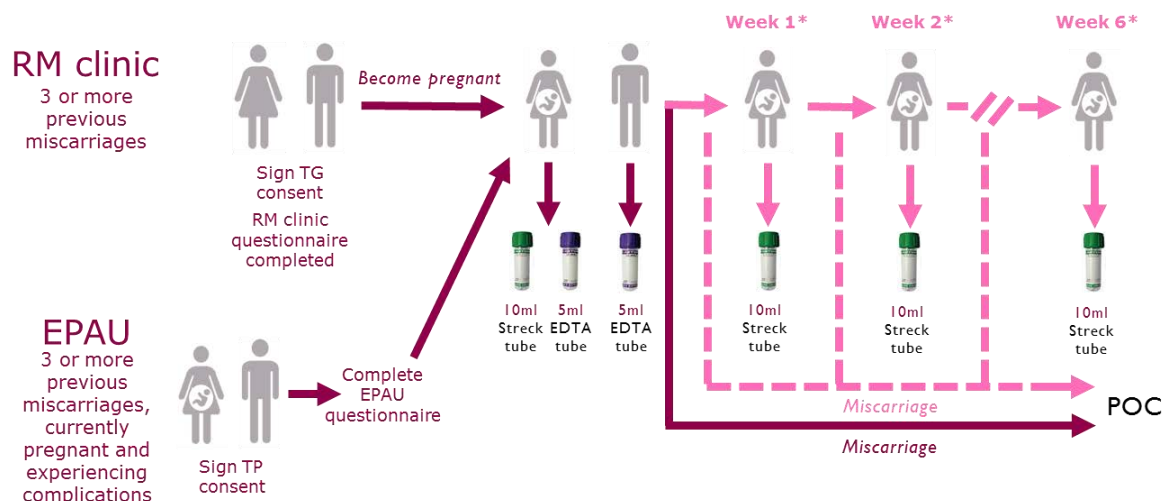 Week 1*
Week 2*
Week 6*
RM clinic
3 or more
previous
miscarriages
Become pregnant
Sign TG
consent
RM clinic
questionnaire
completed
10ml
Streck
tube
5ml
EDTA
tube
5ml
EDTA
tube
10ml
Streck
tube
10ml
Streck
tube
10ml
Streck
tube
EPAU
3 or more
previous
miscarriages,
currently
pregnant and
experiencing
complications
Sign TP
consent
Complete
EPAU
questionnaire
Miscarriage
Miscarriage
POC